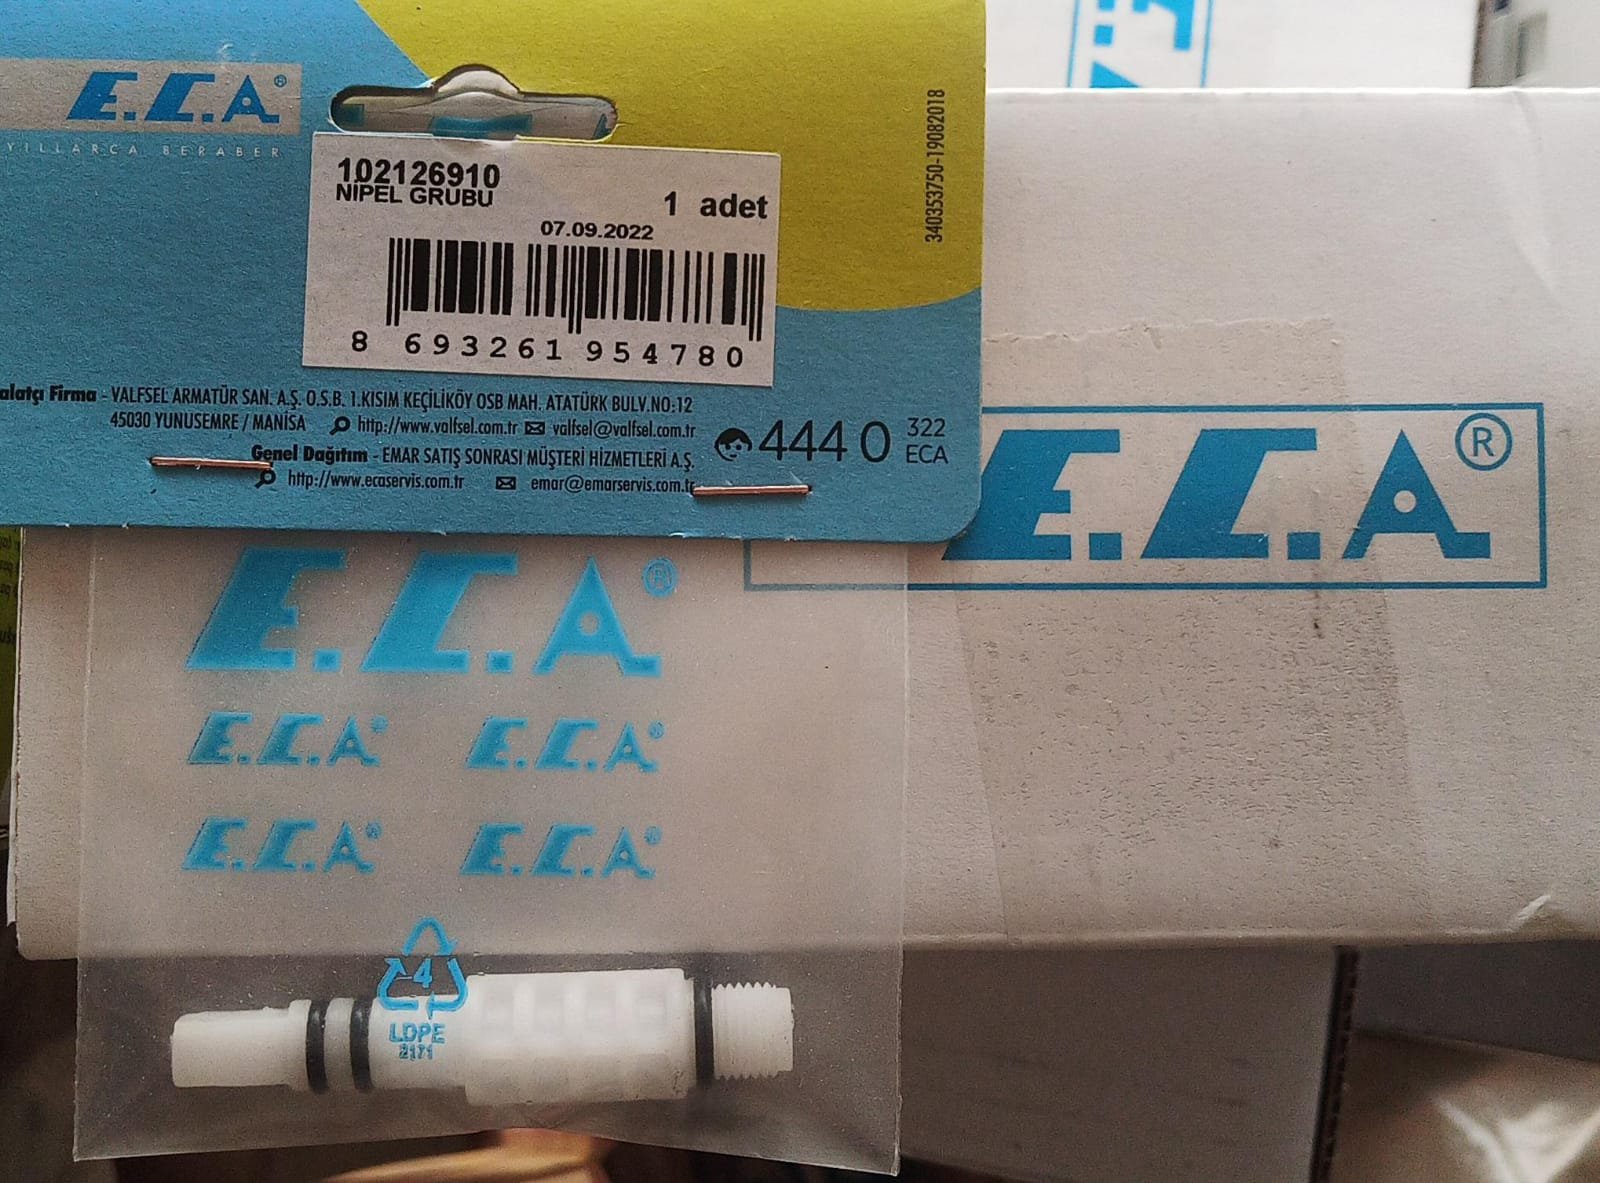 E.C.A®
YILLARCA BERABER
102126910
NİPEL GRUBU
1 adet
07.09.2022
8 693261 954780
340353750-19082018
alatçı Firma - VALFSEL ARMATÜR SAN. A.Ş. O.S.B. 1.KISIM KEÇİLİKÖY OSB MAH. ATATÜRK BULV.NO:12
45030 YUNUSEMRE / MANİSA http://www.valfsel.com.tr valfsel@valfsel.com.tr
Genel Dağıtım - EMAR SATIŞ SONRASI MÜŞTERİ HİZMETLERİ A.Ş.
http://www.ecaservis.com.tr emar@emarservis.com.tr
444 0 322
ECA
E.C.A®
E.C.A®
E.C.A® E.C.A®
E.C.A® E.C.A®
4
LDPE
2171